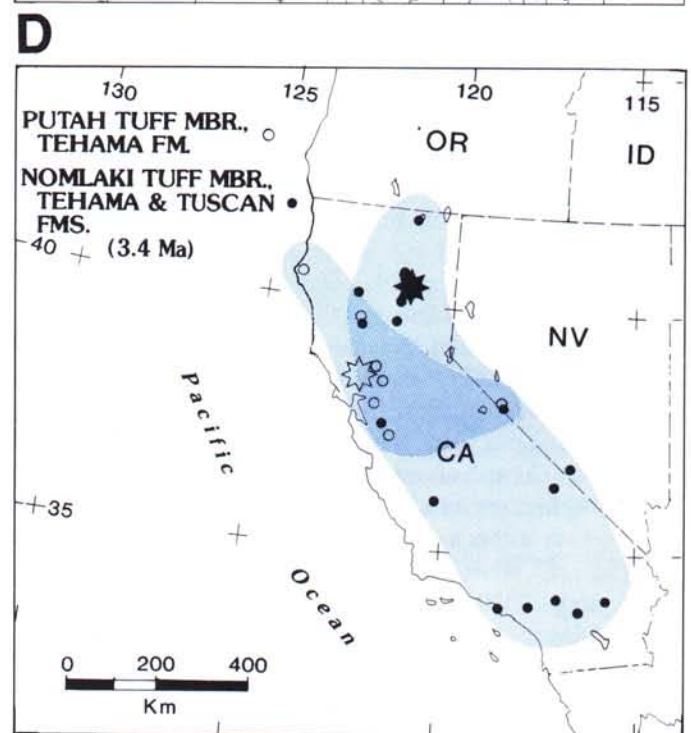 D
130
125
120
115
PUTAH TUFF MBR.,
TEHAMA FM.
NOMLAKI TUFF MBR.,
TEHAMA & TUSCAN
FMS.
(3.4 Ma)
OR
ID
40
NV
Pacific
CA
35
Ocean
0 200 400
Km